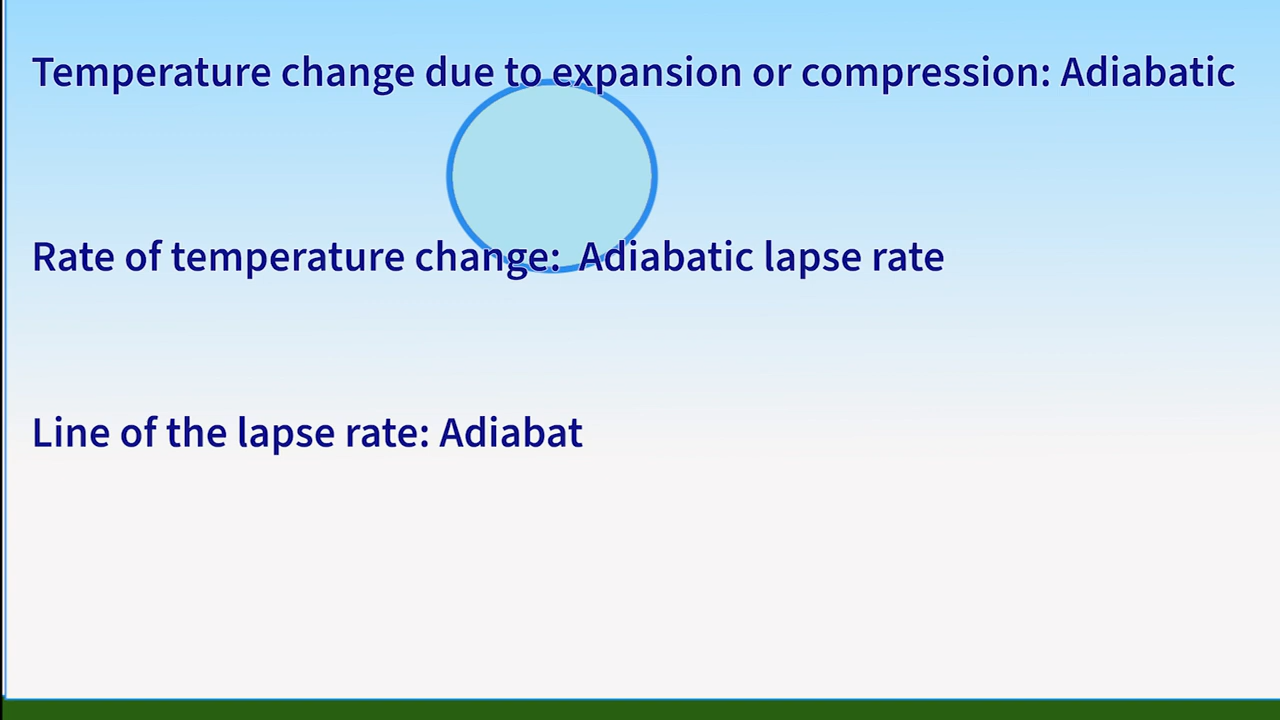 Temperature change due to expansion or compression: Adiabatic
Rate of temperature change:  Adiabatic lapse rate
Line of the lapse rate: Adiabat